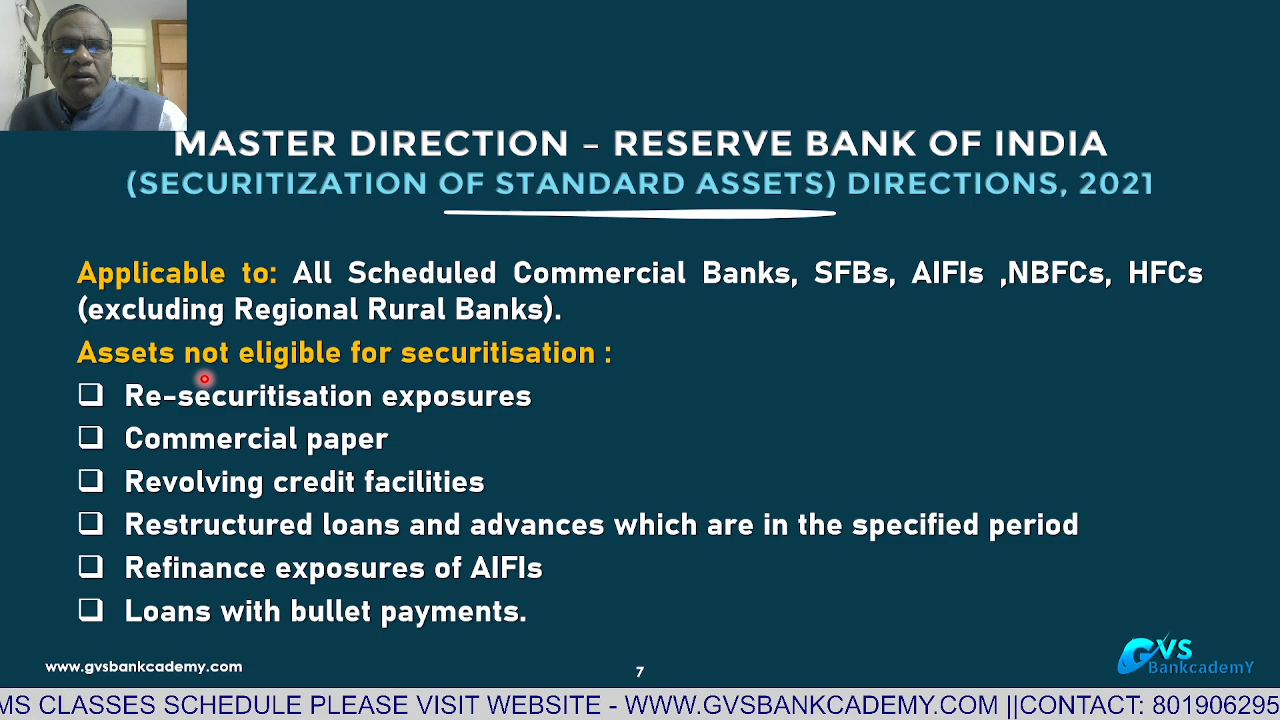 MASTER DIRECTION – RESERVE BANK OF INDIA
(SECURITIZATION OF STANDARD ASSETS) DIRECTIONS, 2021
Applicable to: All Scheduled Commercial Banks, SFBs, AIFIs ,NBFCs, HFCs
(excluding Regional Rural Banks).
Assets not eligible for securitisation :
❑ Re-securitisation exposures
❑ Commercial paper
❑ Revolving credit facilities
❑ Restructured loans and advances which are in the specified period
❑ Refinance exposures of AIFIs
❑ Loans with bullet payments.
www.gvsbankcademy.com
7
GVS
BankcademY
MS CLASSES SCHEDULE PLEASE VISIT WEBSITE - WWW.GVSBANKCADEMY.COM ||CONTACT: 801906295